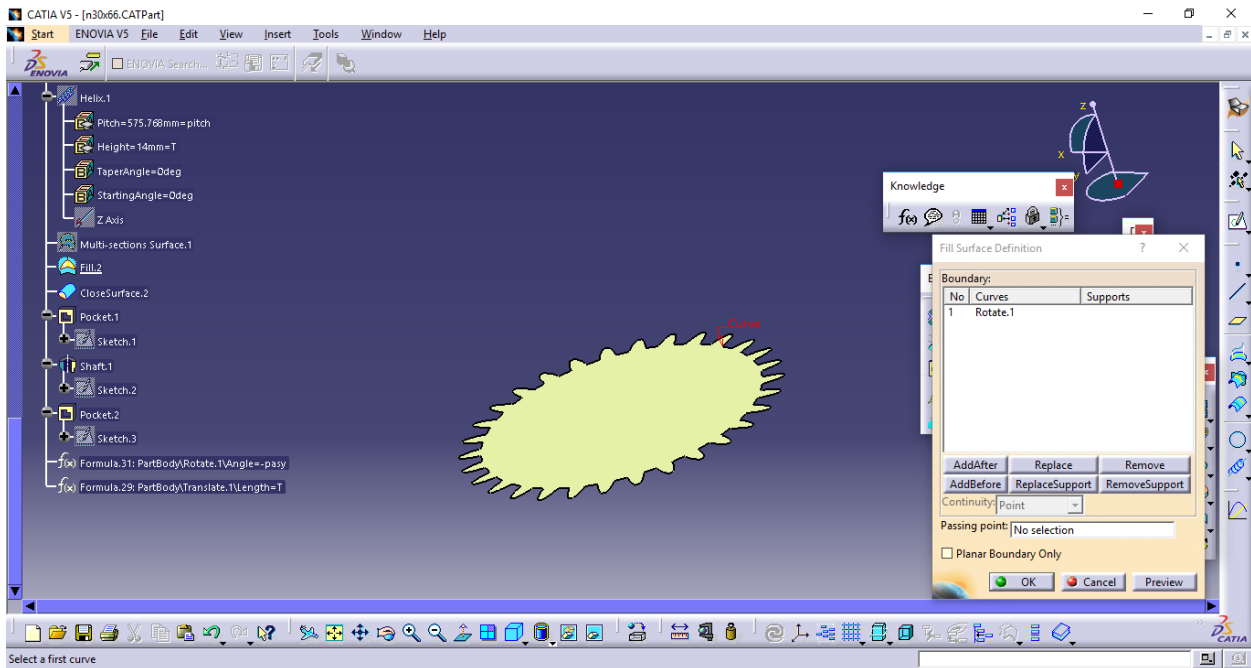 CATIA V5 - [n30x66.CATPart]
Start ENOVIA V5 File Edit View Insert Tools Window Help
ENOVIA
ENOVIA Search...
Helix.1
Pitch=575.768mm=pitch
Height=14mm=T
TaperAngle=0deg
StartingAngle=0deg
Z Axis
Multi-sections Surface.1
Fill.2
CloseSurface.2
Pocket.1
Sketch.1
Shaft.1
Sketch.2
Pocket.2
Sketch.3
f(x) Formula.31: PartBody\Rotate.1\Angle=-pasy
f(x) Formula.29: PartBody\Translate.1\Length=T
Curve
z
x
y
Knowledge
f(x)
Fill Surface Definition ? ×
Boundary:
No Curves Supports
1 Rotate.1
AddAfter Replace Remove
AddBefore ReplaceSupport RemoveSupport
Continuity: Point
Passing point: No selection
Planar Boundary Only
OK Cancel Preview
CATIA
Select a first curve